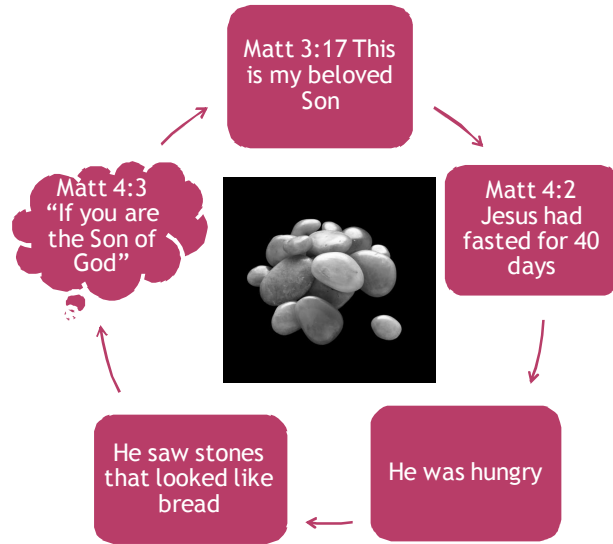 Matt 3:17 This
is my beloved
Son
Matt 4:2
Jesus had
fasted for 40
days
He was hungry
He saw stones
that looked like
bread
Matt 4:3
“If you are
the Son of
God”